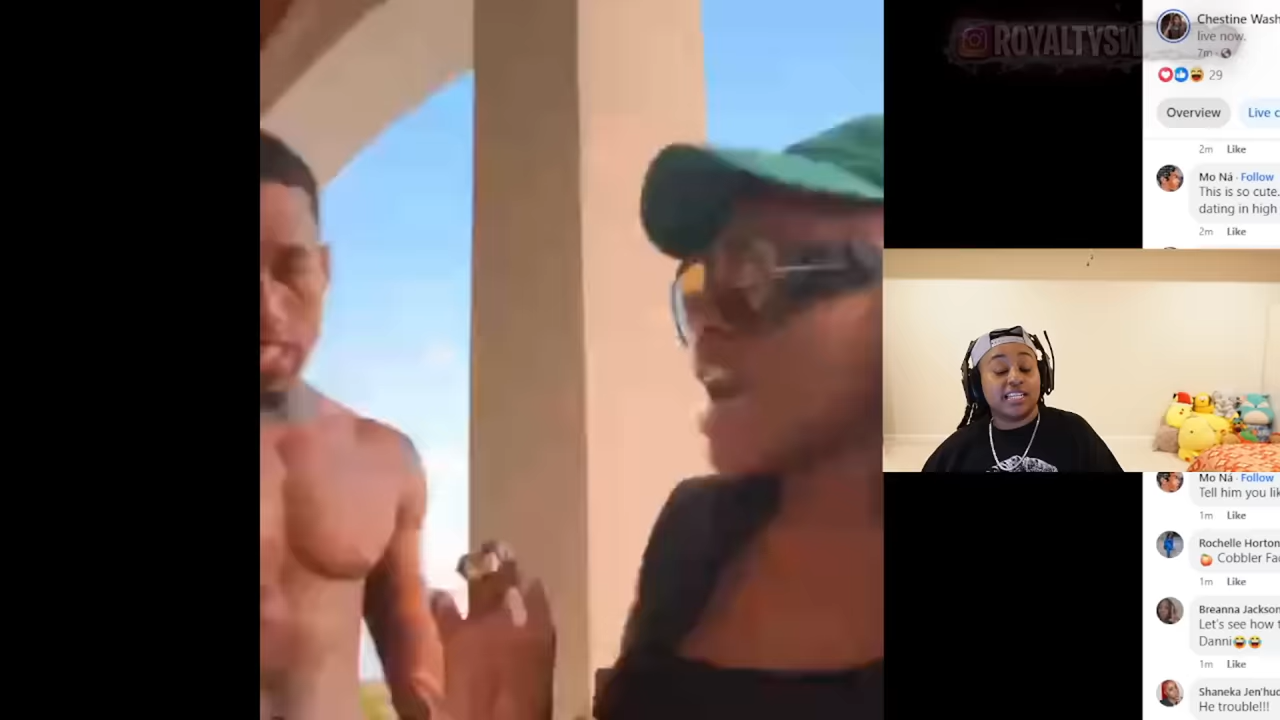 ROYALTYSW
Chestine Wash
live now.
7m
29
Overview
Live c
2m Like
Mo Ná · Follow
This is so cute.
dating in high
2m Like
Mo Ná · Follow
Tell him you lik
1m Like
Rochelle Horton
🍑 Cobbler Fac
1m Like
Breanna Jackson
Let's see how t
Danni😂😂
1m Like
Shaneka Jen'huc
He trouble!!!